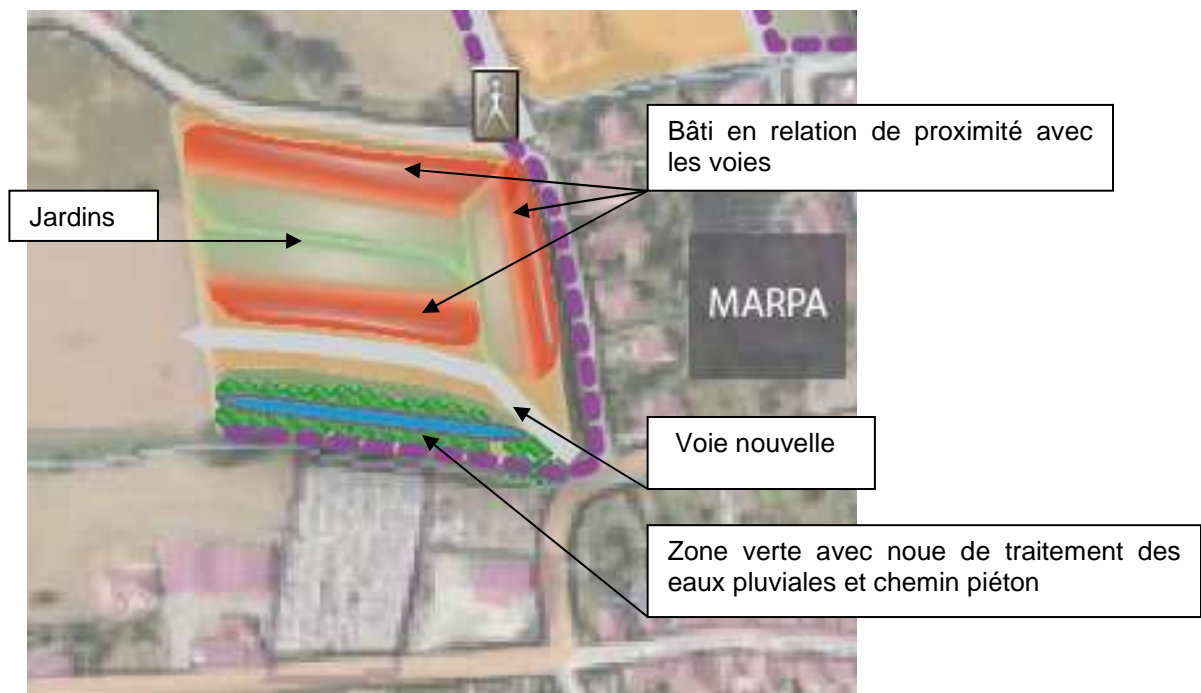 Bâti en relation de proximité avec
les voies
Jardins
MARPA
Voie nouvelle
Zone verte avec noue de traitement des
eaux pluviales et chemin piéton